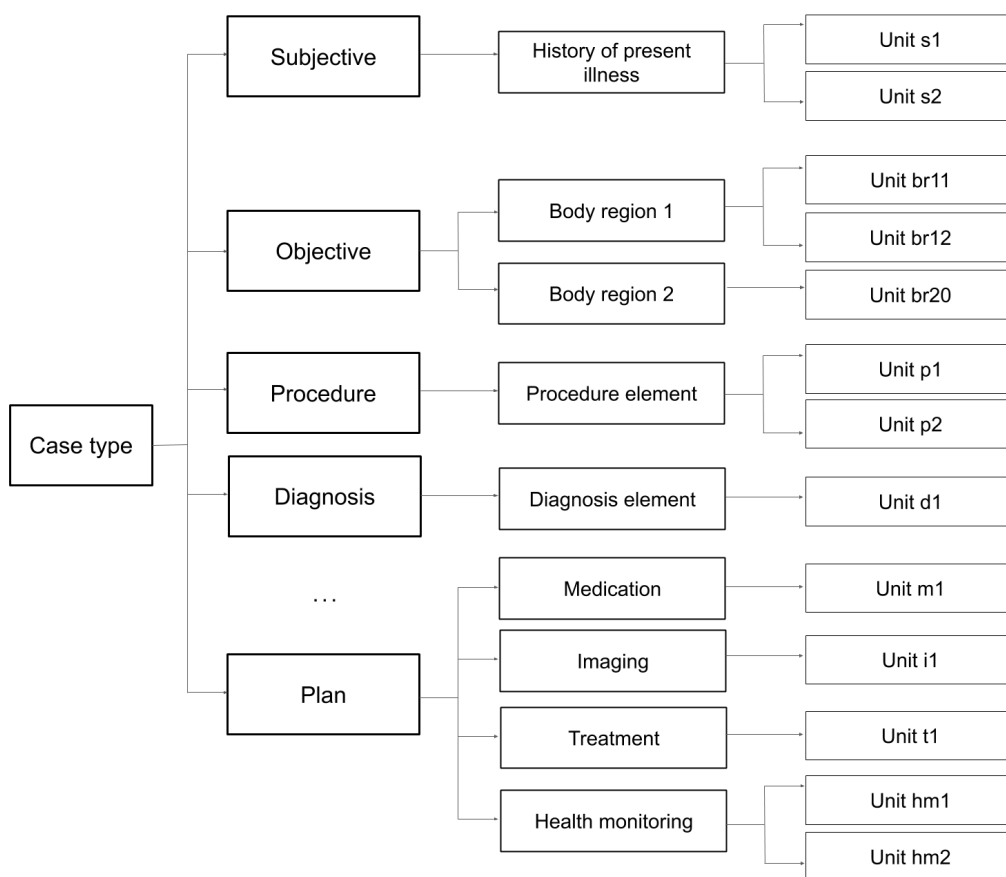 Case type
Subjective
History of present
illness
Unit s1
Unit s2
Objective
Body region 1
Unit br11
Unit br12
Body region 2
Unit br20
Procedure
Procedure element
Unit p1
Unit p2
Diagnosis
Diagnosis element
Unit d1
...
Plan
Medication
Unit m1
Imaging
Unit i1
Treatment
Unit t1
Health monitoring
Unit hm1
Unit hm2